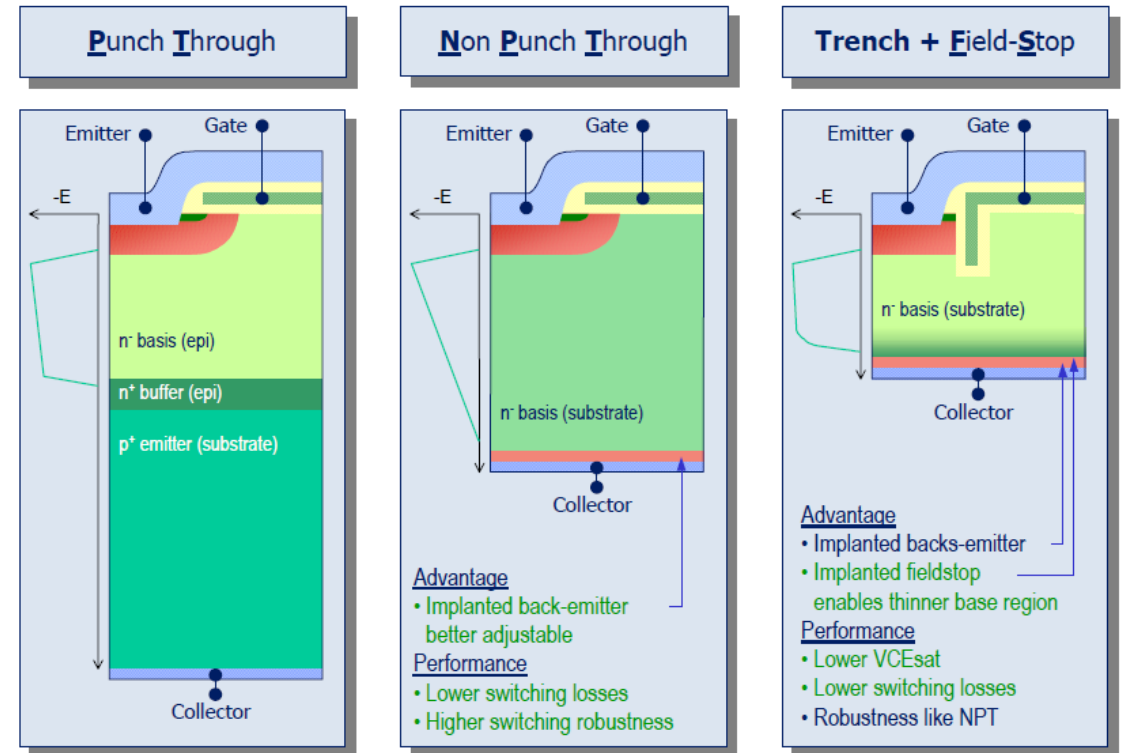 Punch Through
Non Punch Through
Trench + Field-Stop
Emitter
Gate
-E
n- basis (epi)
n+ buffer (epi)
p+ emitter (substrate)
Collector
Emitter
Gate
-E
n- basis (substrate)
Collector
Advantage
• Implanted back-emitter
better adjustable
Performance
• Lower switching losses
• Higher switching robustness
Emitter
Gate
-E
n- basis (substrate)
Collector
Advantage
• Implanted backs-emitter
• Implanted fieldstop
enables thinner base region
Performance
• Lower VCEsat
• Lower switching losses
• Robustness like NPT